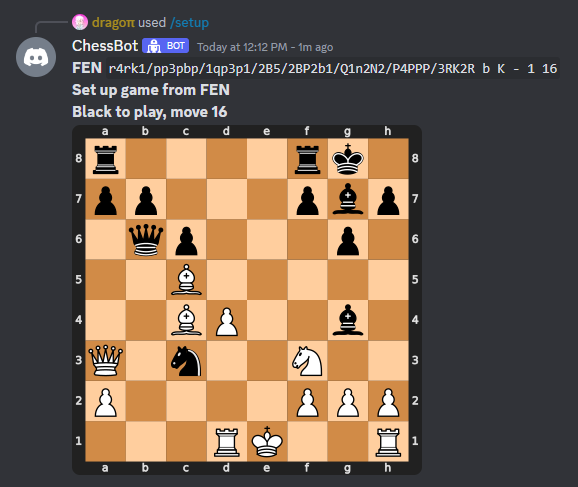 dragoπ used /setup
ChessBot BOT Today at 12:12 PM - 1m ago
FEN r4rk1/pp3pbp/1qp3p1/2B5/2BP2b1/Q1n2N2/P4PPP/3RK2R b K - 1 16
Set up game from FEN
Black to play, move 16
a b c d e f g h
8 8
7 7
6 6
5 5
4 4
3 3
2 2
1 1
a b c d e f g h